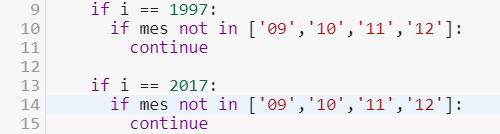 9 if i == 1997:
10 if mes not in ['09','10','11','12']:
11 continue
12
13 if i == 2017:
14 if mes not in ['09','10','11','12']:
15 continue